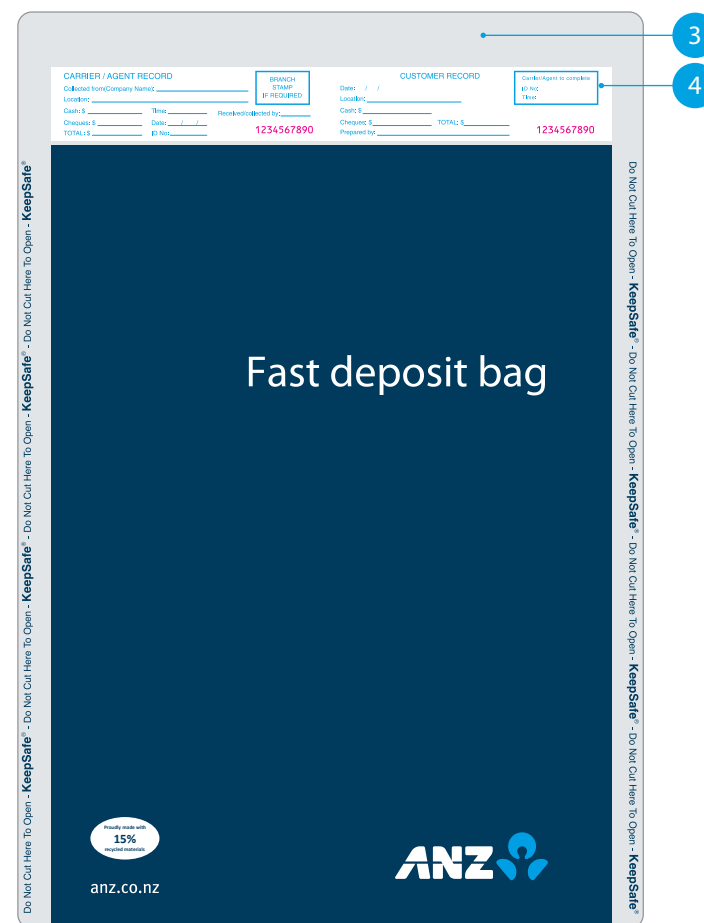 3
4
CARRIER / AGENT RECORD
Collected from(Company Name):
Location:
Cash: $ Time: Received/collected by:
Cheques: $ Date: / /
TOTAL: $ ID No:
BRANCH
STAMP
IF REQUIRED
1234567890
CUSTOMER RECORD
Date: / /
Location:
Cash: $
Cheques: $ TOTAL: $
Prepared by:
Carrier/Agent to complete
ID No:
Time:
1234567890
Do Not Cut Here To Open - KeepSafe® - Do Not Cut Here To Open - KeepSafe® - Do Not Cut Here To Open - KeepSafe® - Do Not Cut Here To Open - KeepSafe®
Do Not Cut Here To Open - KeepSafe® - Do Not Cut Here To Open - KeepSafe® - Do Not Cut Here To Open - KeepSafe® - Do Not Cut Here To Open - KeepSafe®
Fast deposit bag
Proudly made with
15%
recycled materials
anz.co.nz
ANZ